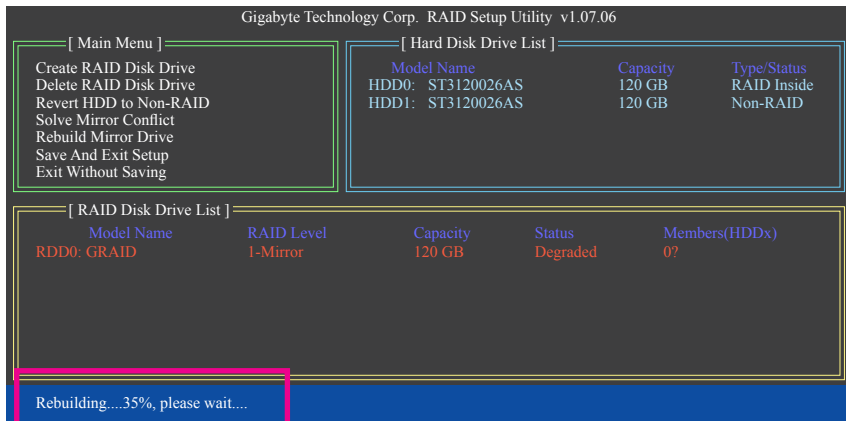 Gigabyte Technology Corp. RAID Setup Utility v1.07.06
[ Main Menu ]
Create RAID Disk Drive
Delete RAID Disk Drive
Revert HDD to Non-RAID
Solve Mirror Conflict
Rebuild Mirror Drive
Save And Exit Setup
Exit Without Saving
[ Hard Disk Drive List ]
Model Name Capacity Type/Status
HDD0: ST3120026AS 120 GB RAID Inside
HDD1: ST3120026AS 120 GB Non-RAID
[ RAID Disk Drive List ]
Model Name RAID Level Capacity Status Members(HDDx)
RDD0: GRAID 1-Mirror 120 GB Degraded 0?
Rebuilding....35%, please wait....